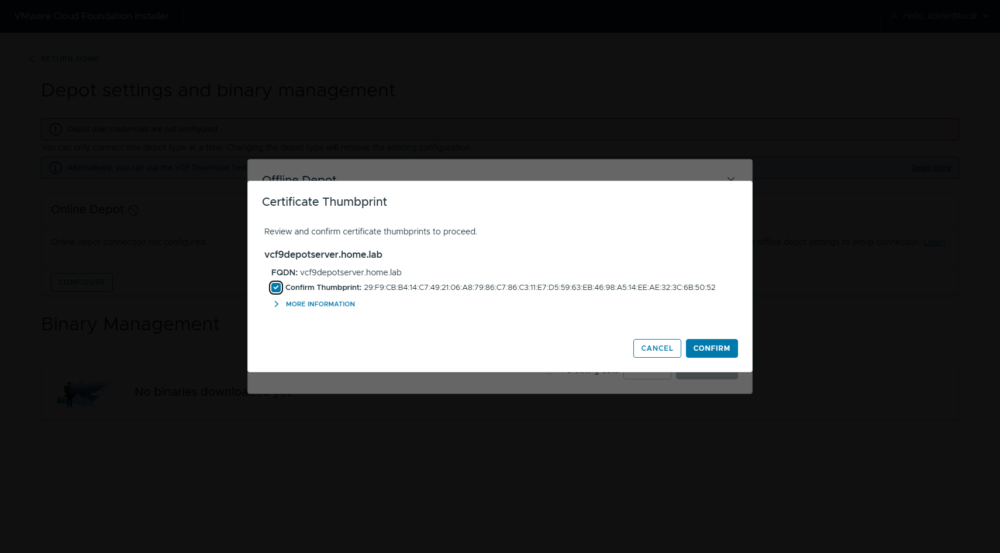 VMware Cloud Foundation Installer
Hello, admin@local
RETURN HOME
Depot settings and binary management
Depot user credentials are not configured
You can only connect one depot type at a time. Changing the depot type will remove the existing configuration.
Alternatively, you can use the VCF Download Tool
Read more
Offline Depot
Certificate Thumbprint
Review and confirm certificate thumbprints to proceed.
vcf9depotserver.home.lab
FQDN: vcf9depotserver.home.lab
Confirm Thumbprint: 29:F9:CB:B4:14:C7:49:21:06:A8:79:86:C7:86:C3:11:E7:D5:59:63:EB:46:98:A5:14:EE:AE:32:3C:6B:50:52
MORE INFORMATION
CANCEL
CONFIRM
Online Depot
Online depot connection not configured.
offline depot settings to setup connection. Learn
CONFIGURE
Binary Management
No binaries downloaded yet